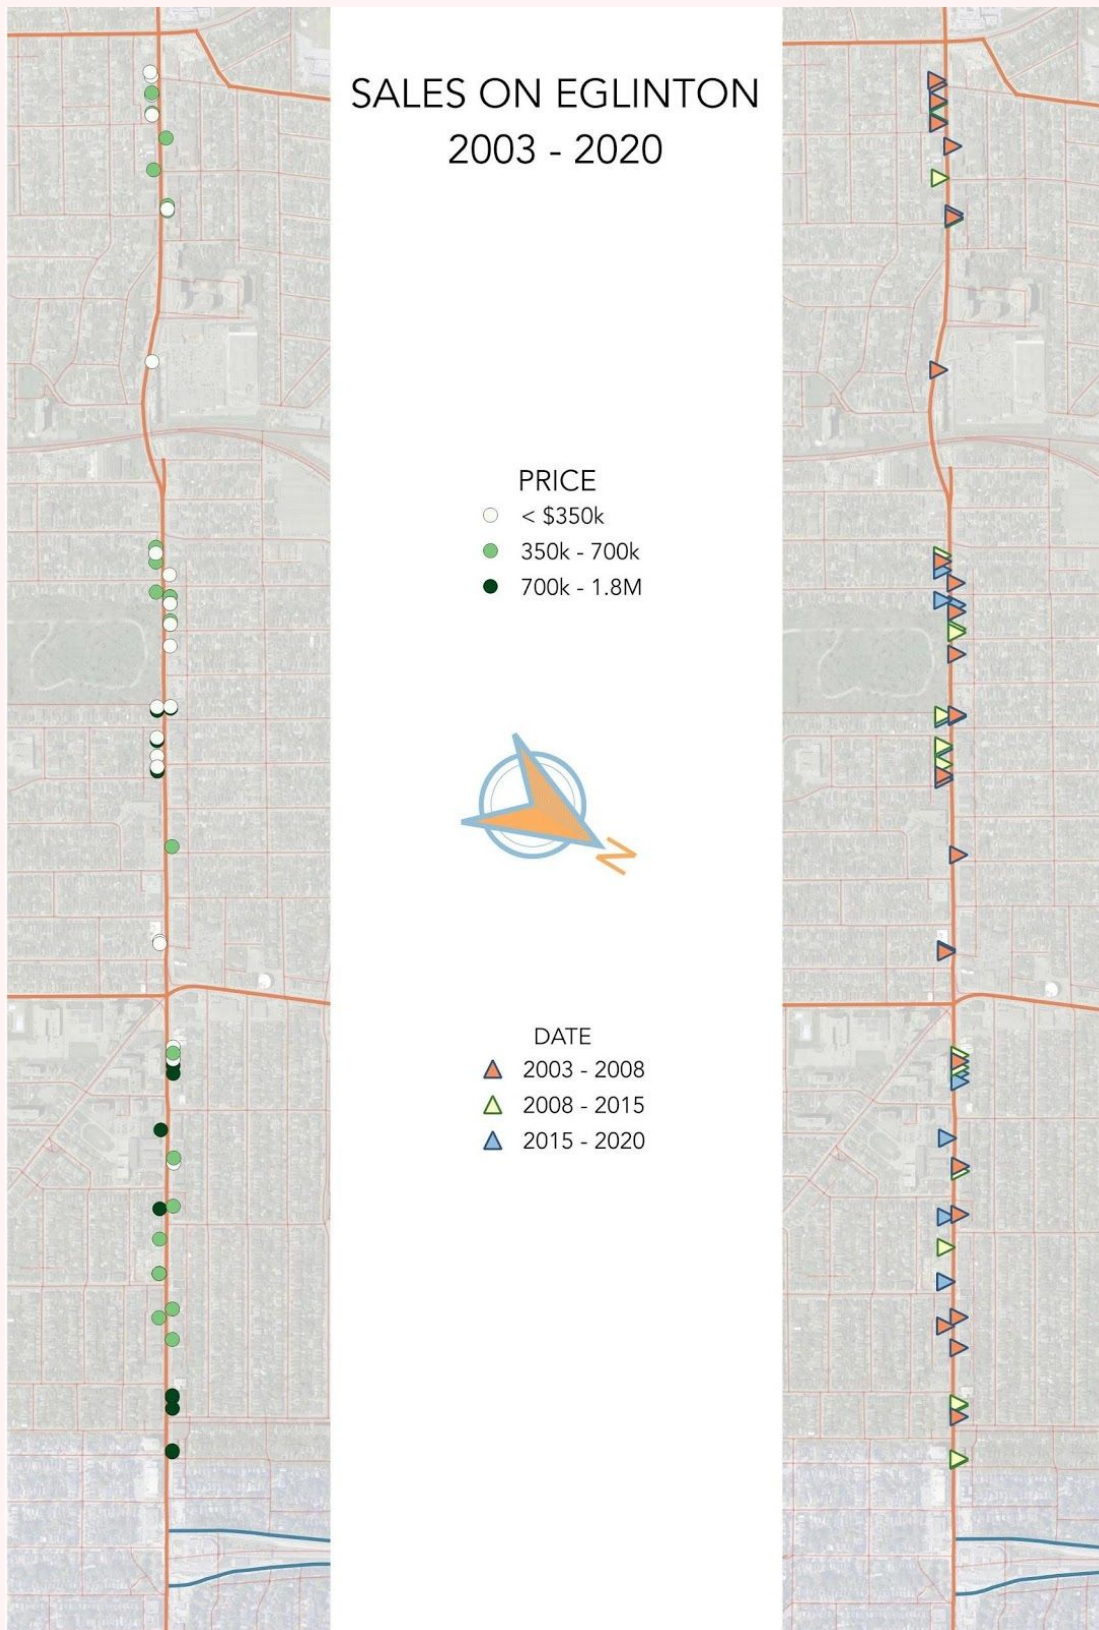 SALES ON EGLINTON
2003 - 2020
PRICE
< $350k
350k - 700k
700k - 1.8M
N
DATE
2003 - 2008
2008 - 2015
2015 - 2020